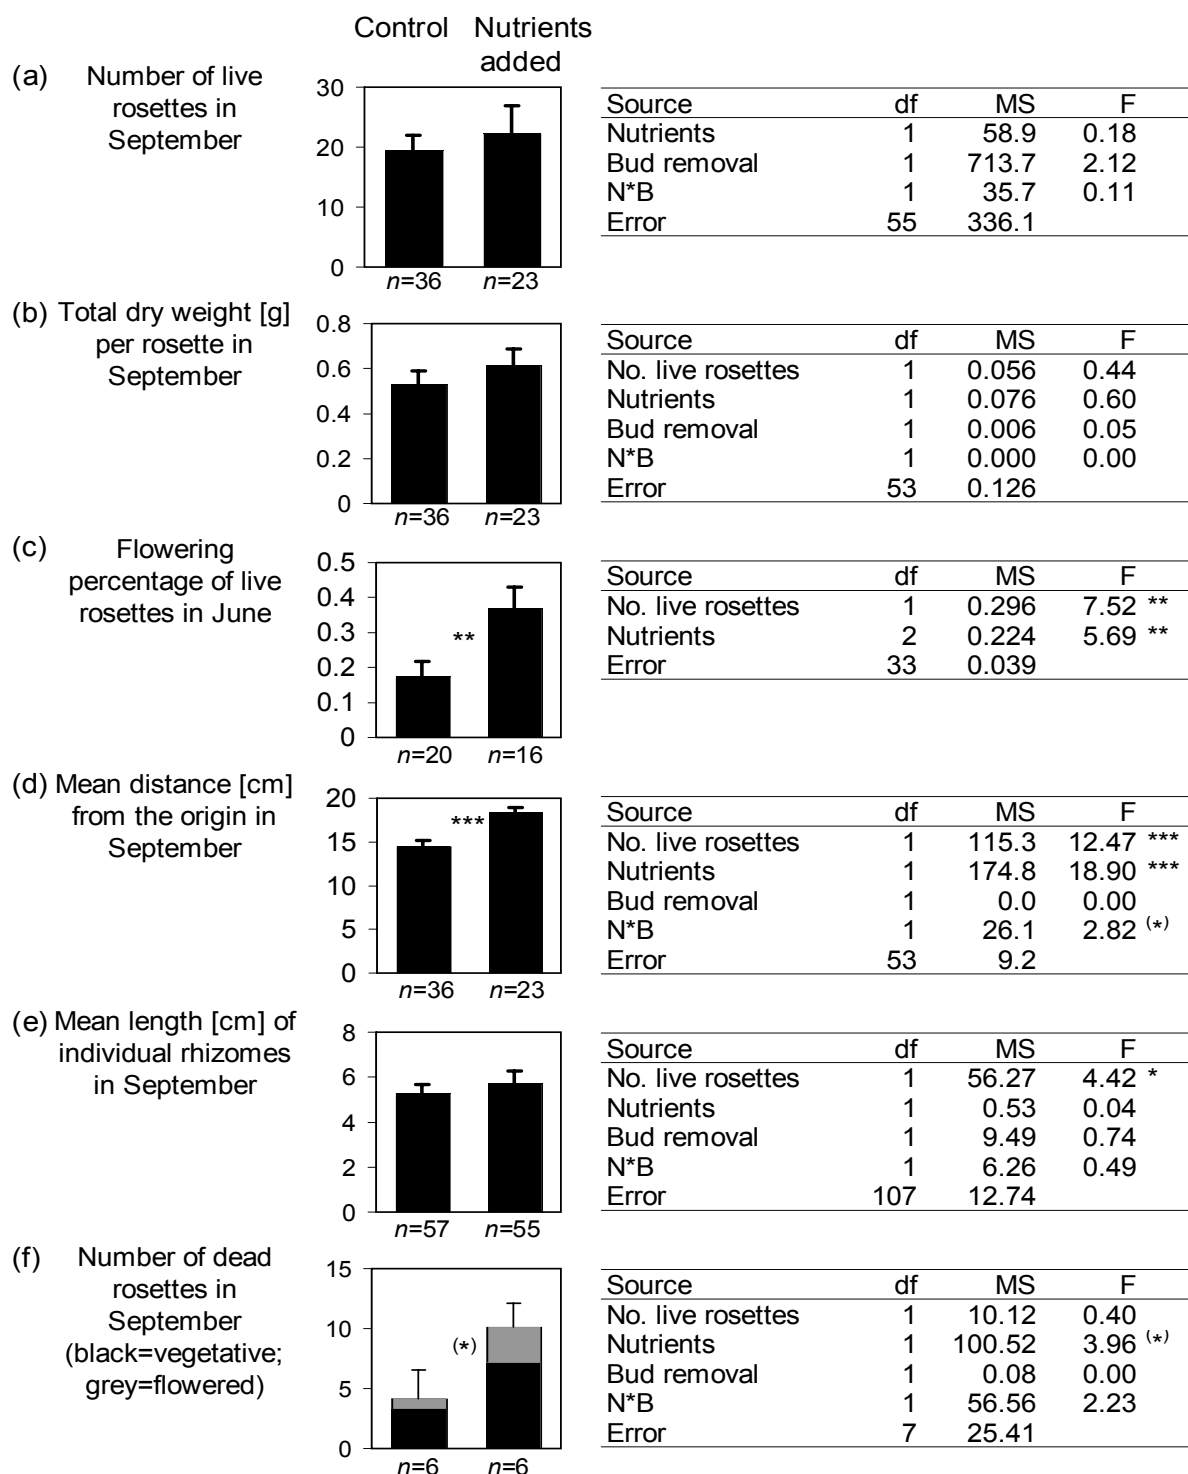 Control Nutrients added
(a) Number of live rosettes in September
30
20
10
0
n=36 n=23
Source df MS F
Nutrients 1 58.9 0.18
Bud removal 1 713.7 2.12
N*B 1 35.7 0.11
Error 55 336.1
(b) Total dry weight [g] per rosette in September
0.8
0.6
0.4
0.2
0
n=36 n=23
Source df MS F
No. live rosettes 1 0.056 0.44
Nutrients 1 0.076 0.60
Bud removal 1 0.006 0.05
N*B 1 0.000 0.00
Error 53 0.126
(c) Flowering percentage of live rosettes in June
0.5
0.4
0.3
0.2
0.1
0
**
n=20 n=16
Source df MS F
No. live rosettes 1 0.296 7.52 **
Nutrients 2 0.224 5.69 **
Error 33 0.039
(d) Mean distance [cm] from the origin in September
20
15
10
5
0
***
n=36 n=23
Source df MS F
No. live rosettes 1 115.3 12.47 ***
Nutrients 1 174.8 18.90 ***
Bud removal 1 0.0 0.00
N*B 1 26.1 2.82 (*)
Error 53 9.2
(e) Mean length [cm] of individual rhizomes in September
8
6
4
2
0
n=57 n=55
Source df MS F
No. live rosettes 1 56.27 4.42 *
Nutrients 1 0.53 0.04
Bud removal 1 9.49 0.74
N*B 1 6.26 0.49
Error 107 12.74
(f) Number of dead rosettes in September (black=vegetative; grey=flowered)
15
10
5
0
(*)
n=6 n=6
Source df MS F
No. live rosettes 1 10.12 0.40
Nutrients 1 100.52 3.96 (*)
Bud removal 1 0.08 0.00
N*B 1 56.56 2.23
Error 7 25.41